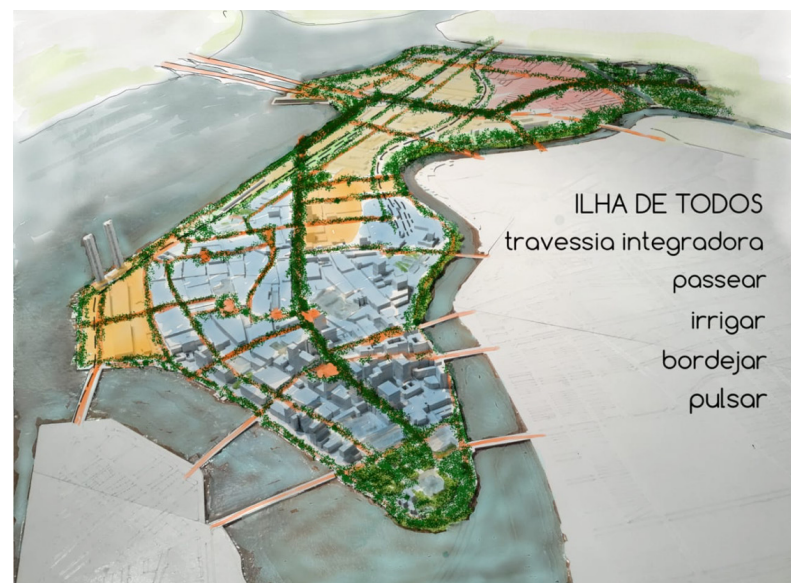 ILHA DE TODOS
travessia integradora
passear
irrigar
bordejar
pulsar